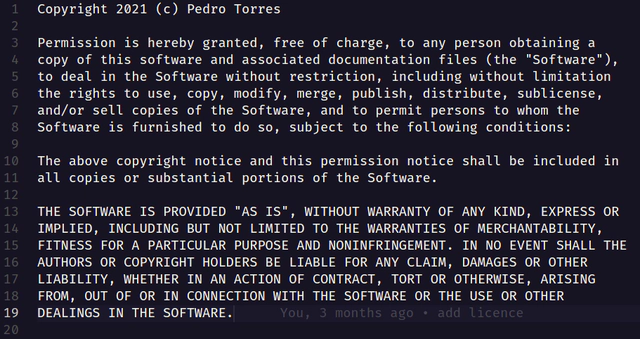 1 Copyright 2021 (c) Pedro Torres
2
3 Permission is hereby granted, free of charge, to any person obtaining a
4 copy of this software and associated documentation files (the "Software"),
5 to deal in the Software without restriction, including without limitation
6 the rights to use, copy, modify, merge, publish, distribute, sublicense,
7 and/or sell copies of the Software, and to permit persons to whom the
8 Software is furnished to do so, subject to the following conditions:
9
10 The above copyright notice and this permission notice shall be included in
11 all copies or substantial portions of the Software.
12
13 THE SOFTWARE IS PROVIDED "AS IS", WITHOUT WARRANTY OF ANY KIND, EXPRESS OR
14 IMPLIED, INCLUDING BUT NOT LIMITED TO THE WARRANTIES OF MERCHANTABILITY,
15 FITNESS FOR A PARTICULAR PURPOSE AND NONINFRINGEMENT. IN NO EVENT SHALL THE
16 AUTHORS OR COPYRIGHT HOLDERS BE LIABLE FOR ANY CLAIM, DAMAGES OR OTHER
17 LIABILITY, WHETHER IN AN ACTION OF CONTRACT, TORT OR OTHERWISE, ARISING
18 FROM, OUT OF OR IN CONNECTION WITH THE SOFTWARE OR THE USE OR OTHER
19 DEALINGS IN THE SOFTWARE. You, 3 months ago • add licence
20